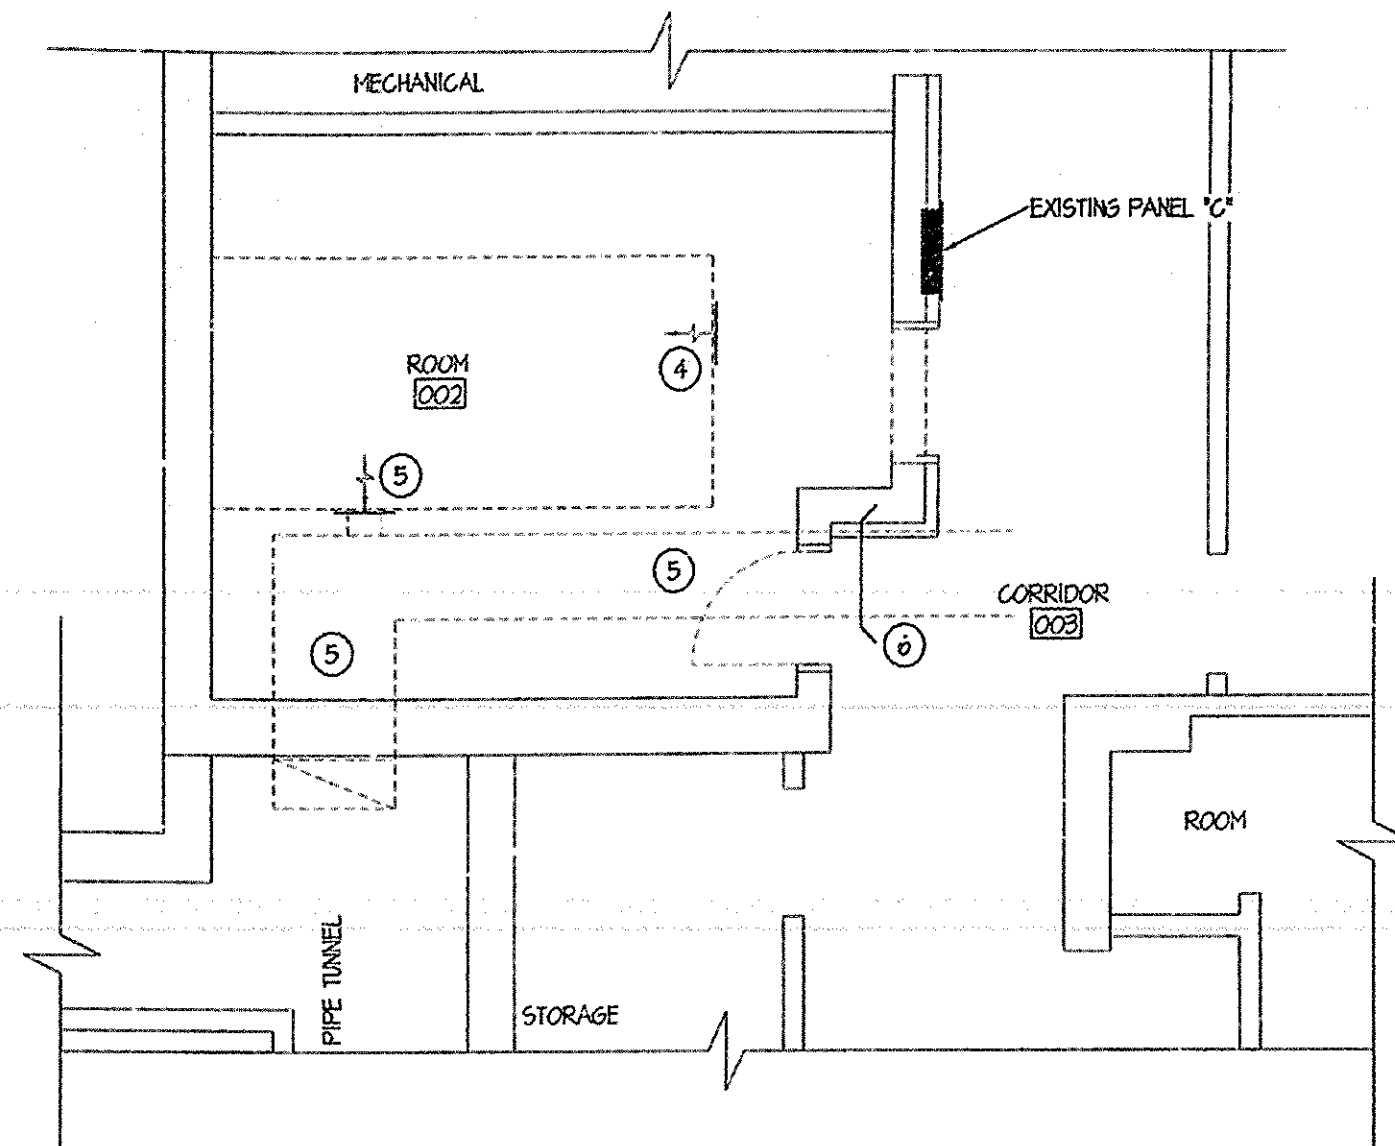 MECHANICAL
EXISTING PANEL "C"
ROOM
002
4
5
5
CORRIDOR
003
5
6
ROOM
PIPE TUNNEL
STORAGE